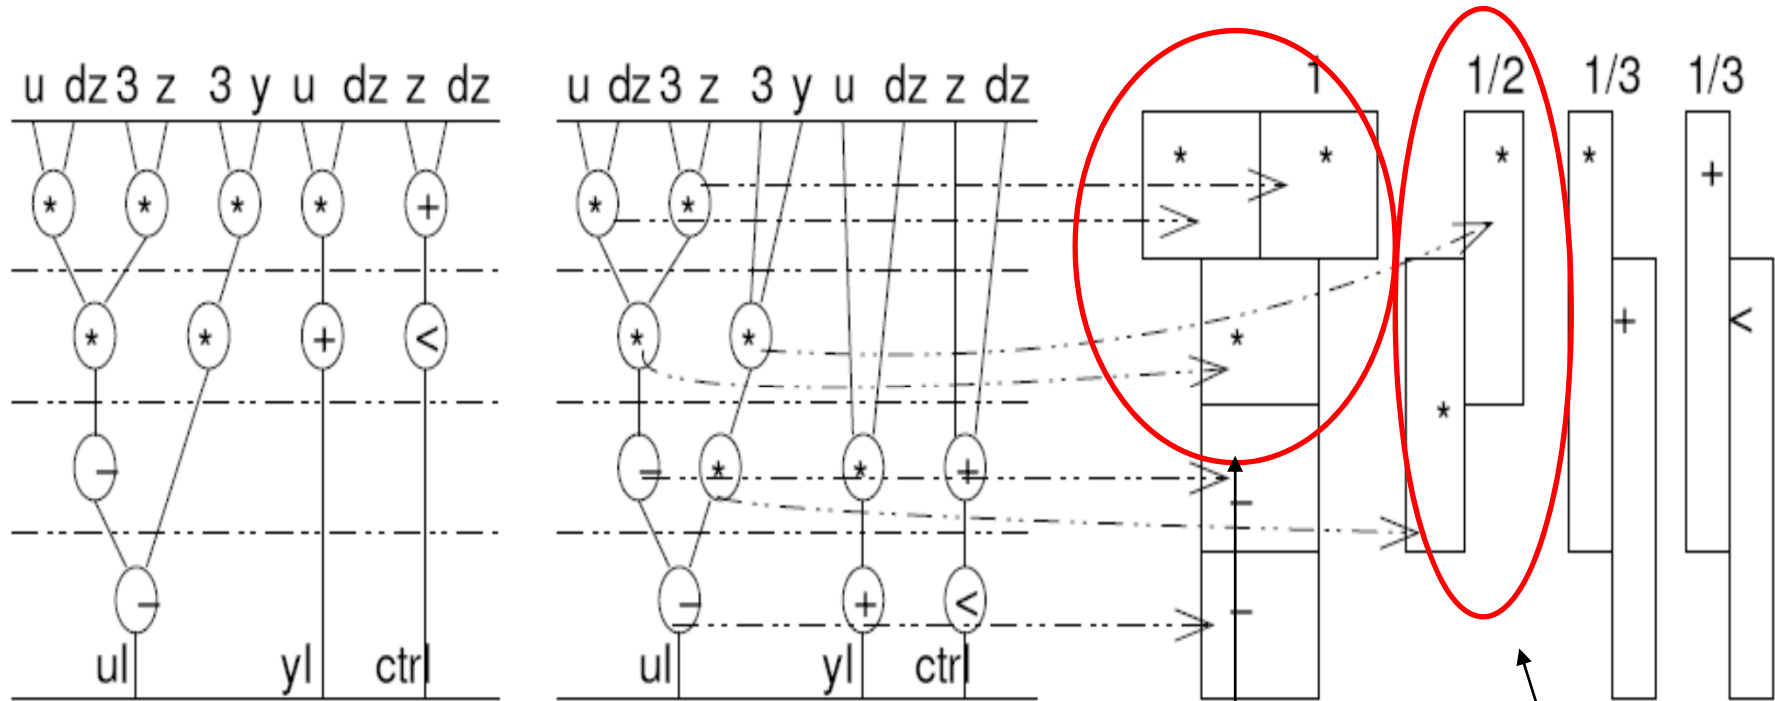 u dz 3 z 3 y u dz z dz u dz 3 z 3 y u dz z dz 1 1/2 1/3 1/3
* * * * + * * * * * * +
* * + < * * * + <
*
- - * * + -
- - + < -
ul yl ctrl ul yl ctrl